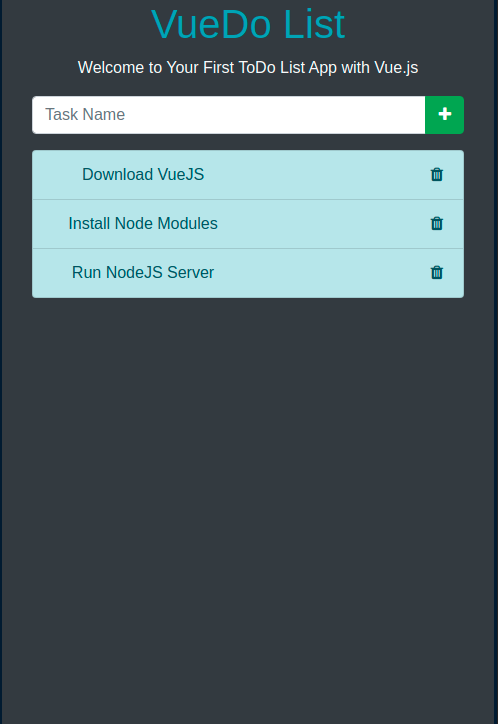 VueDo List
Welcome to Your First ToDo List App with Vue.js
Task Name
Download VueJS
Install Node Modules
Run NodeJS Server